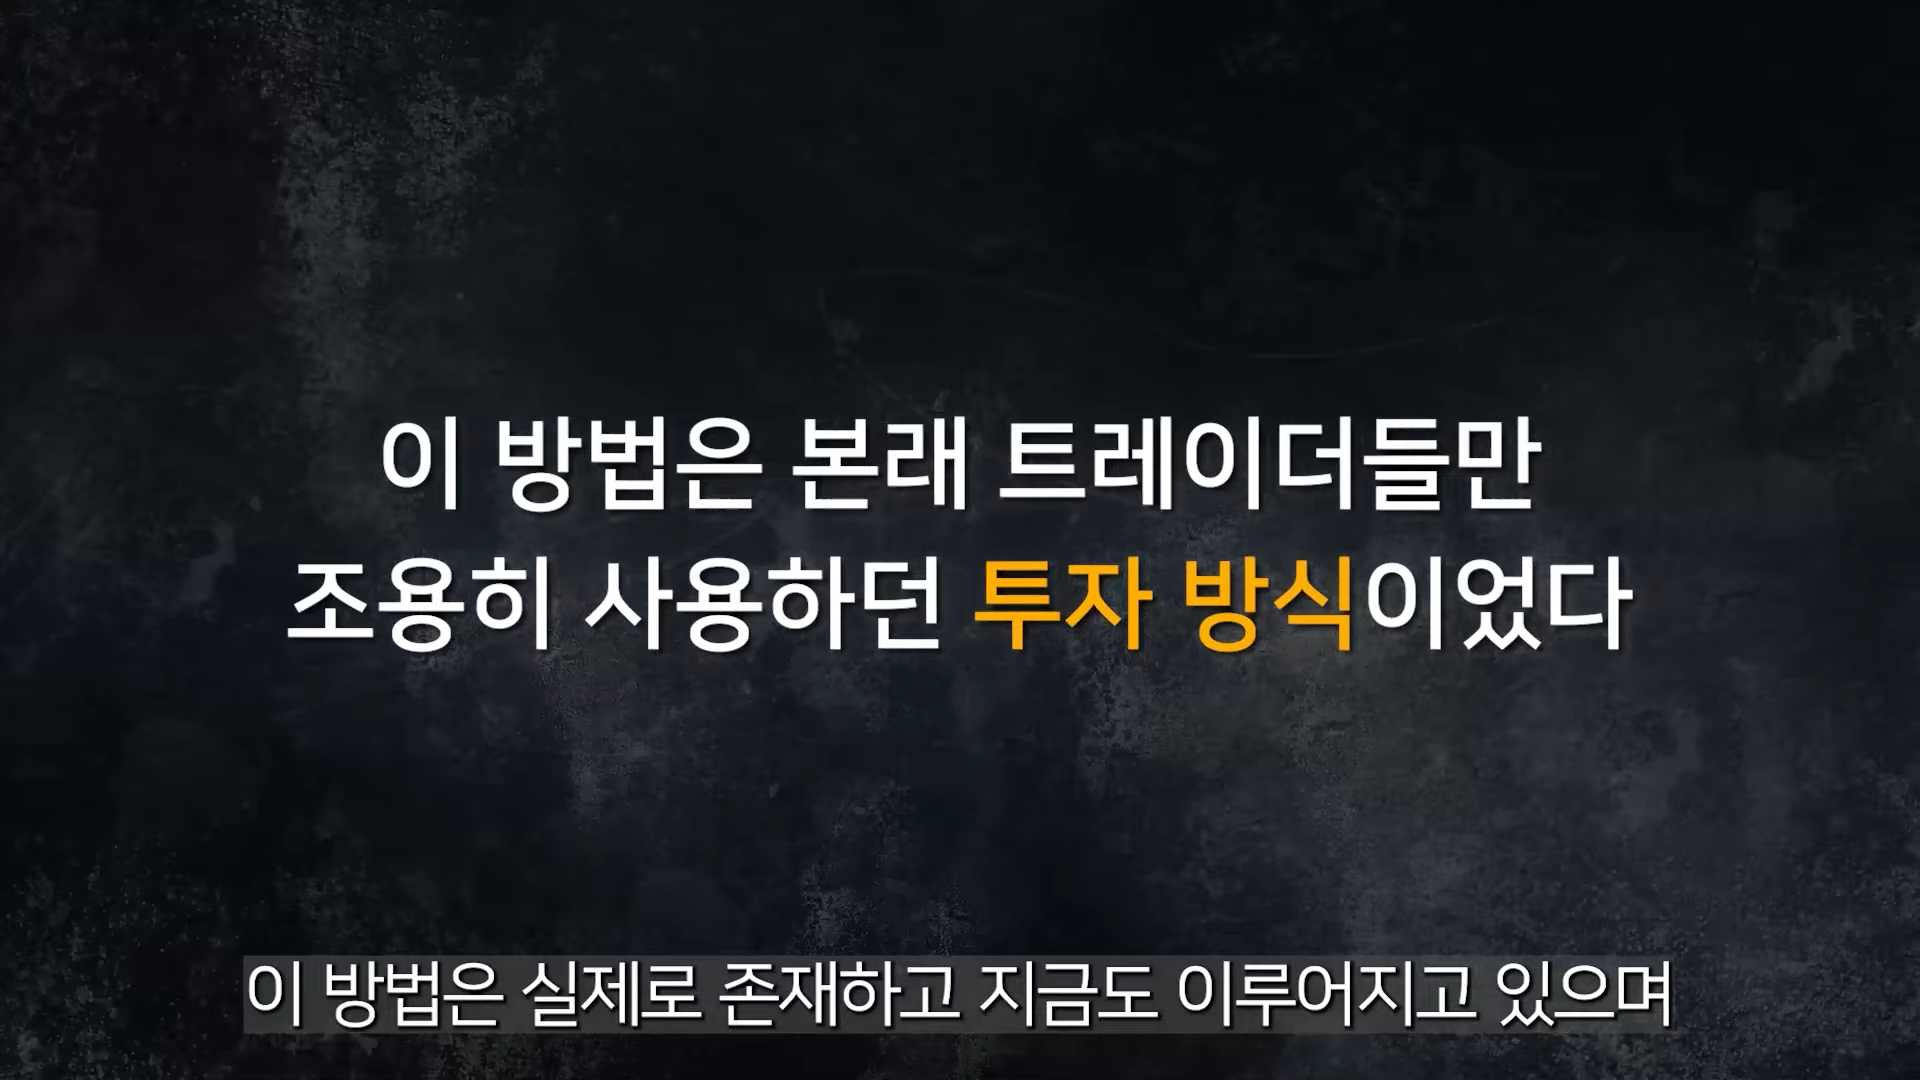 이 방법은 본래 트레이더들만
조용히 사용하던 투자 방식이었다
이 방법은 실제로 존재하고 지금도 이루어지고 있으며